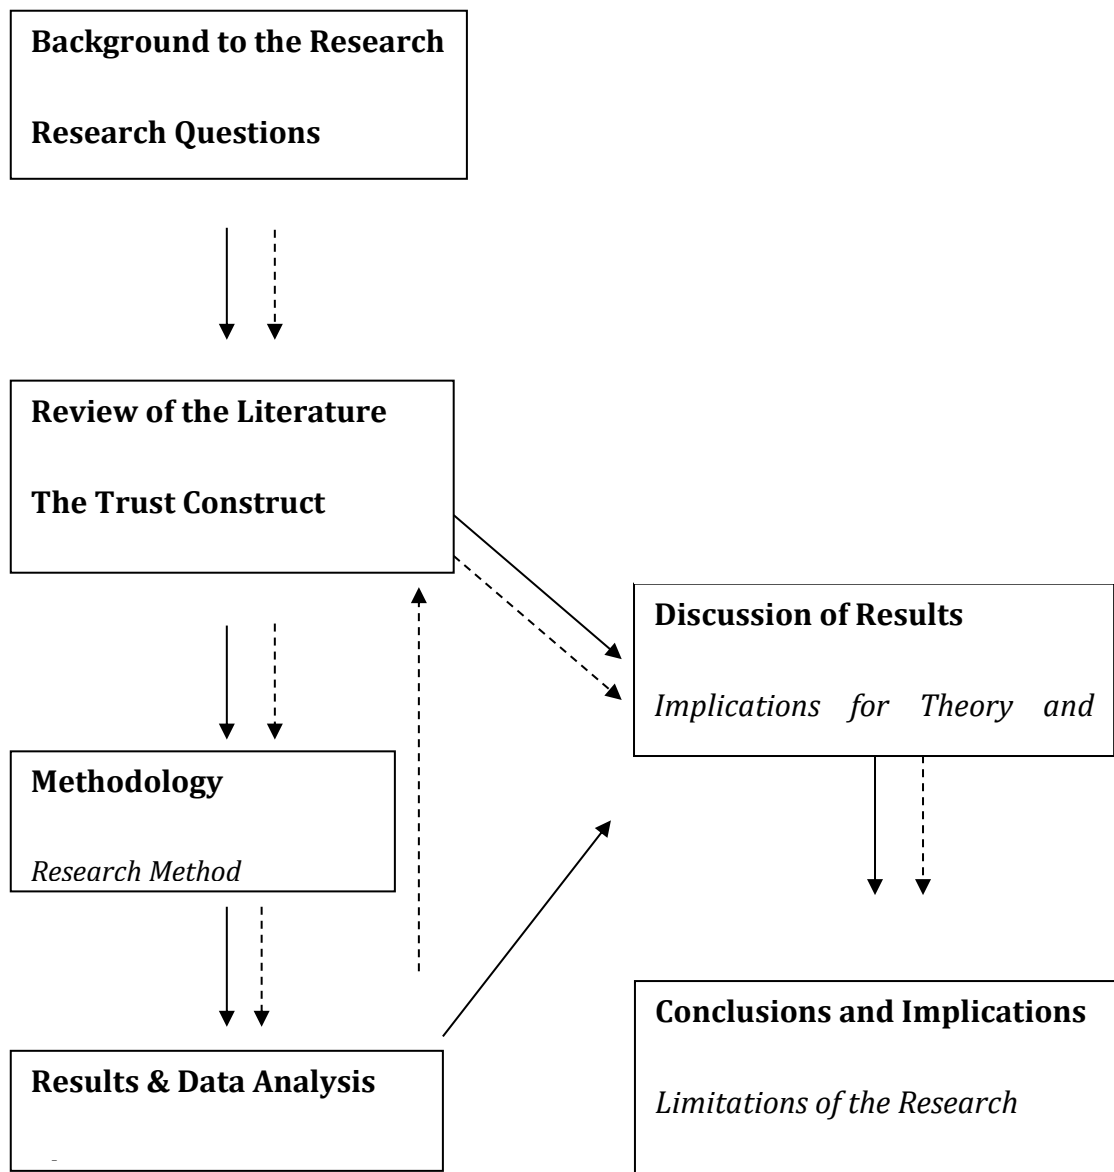 Background to the Research
Research Questions
Review of the Literature
The Trust Construct
Methodology
Research Method
Results & Data Analysis
Discussion of Results
Implications for Theory and
Conclusions and Implications
Limitations of the Research